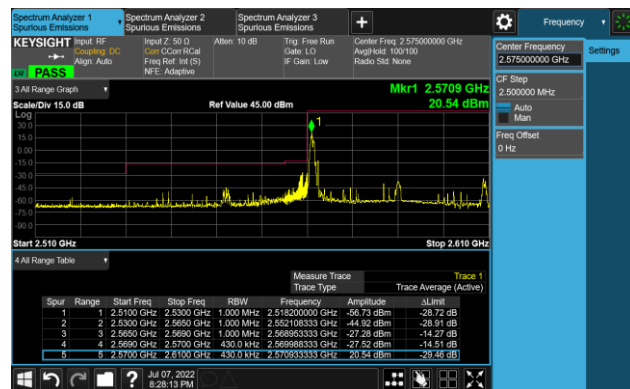 Spectrum Analyzer 1
Spurious Emissions
Spectrum Analyzer 2
Spurious Emissions
Spectrum Analyzer 3
Spurious Emissions
Frequency
KEYSIGHT
Input: RF
Coupling: DC
Align: Auto
Input Z: 50 Ω
Corr CCorr RCal
Freq Ref: Int (S)
NFE: Adaptive
Atten: 10 dB
Trig: Free Run
Gate: LO
IF Gain: Low
Center Freq: 2.575000000 GHz
Avg|Hold: 100/100
Radio Std: None
LXI PASS
Center Frequency
2.575000000 GHz
Settings
CF Step
2.500000 MHz
Auto
Man
Freq Offset
0 Hz
3 All Range Graph
Mkr1 2.5709 GHz
20.54 dBm
Scale/Div 15.0 dB
Ref Value 45.00 dBm
Log
30.0
15.0
0.00
-15.0
-30.0
-45.0
-60.0
-75.0
-90.0
1
Start 2.510 GHz
Stop 2.610 GHz
4 All Range Table
Measure Trace Trace 1
Trace Type Trace Average (Active)
Spur Range Start Freq Stop Freq RBW Frequency Amplitude ΔLimit
1 1 2.5100 GHz 2.5300 GHz 1.000 MHz 2.518200000 GHz -56.73 dBm -28.72 dB
2 2 2.5300 GHz 2.5650 GHz 1.000 MHz 2.552108333 GHz -44.92 dBm -28.91 dB
3 3 2.5650 GHz 2.5690 GHz 1.000 MHz 2.568953333 GHz -27.28 dBm -14.27 dB
4 4 2.5690 GHz 2.5700 GHz 430.0 kHz 2.569988333 GHz -27.52 dBm -14.51 dB
5 5 2.5700 GHz 2.6100 GHz 430.0 kHz 2.570933333 GHz 20.54 dBm -29.46 dB
Jul 07, 2022
8:28:13 PM